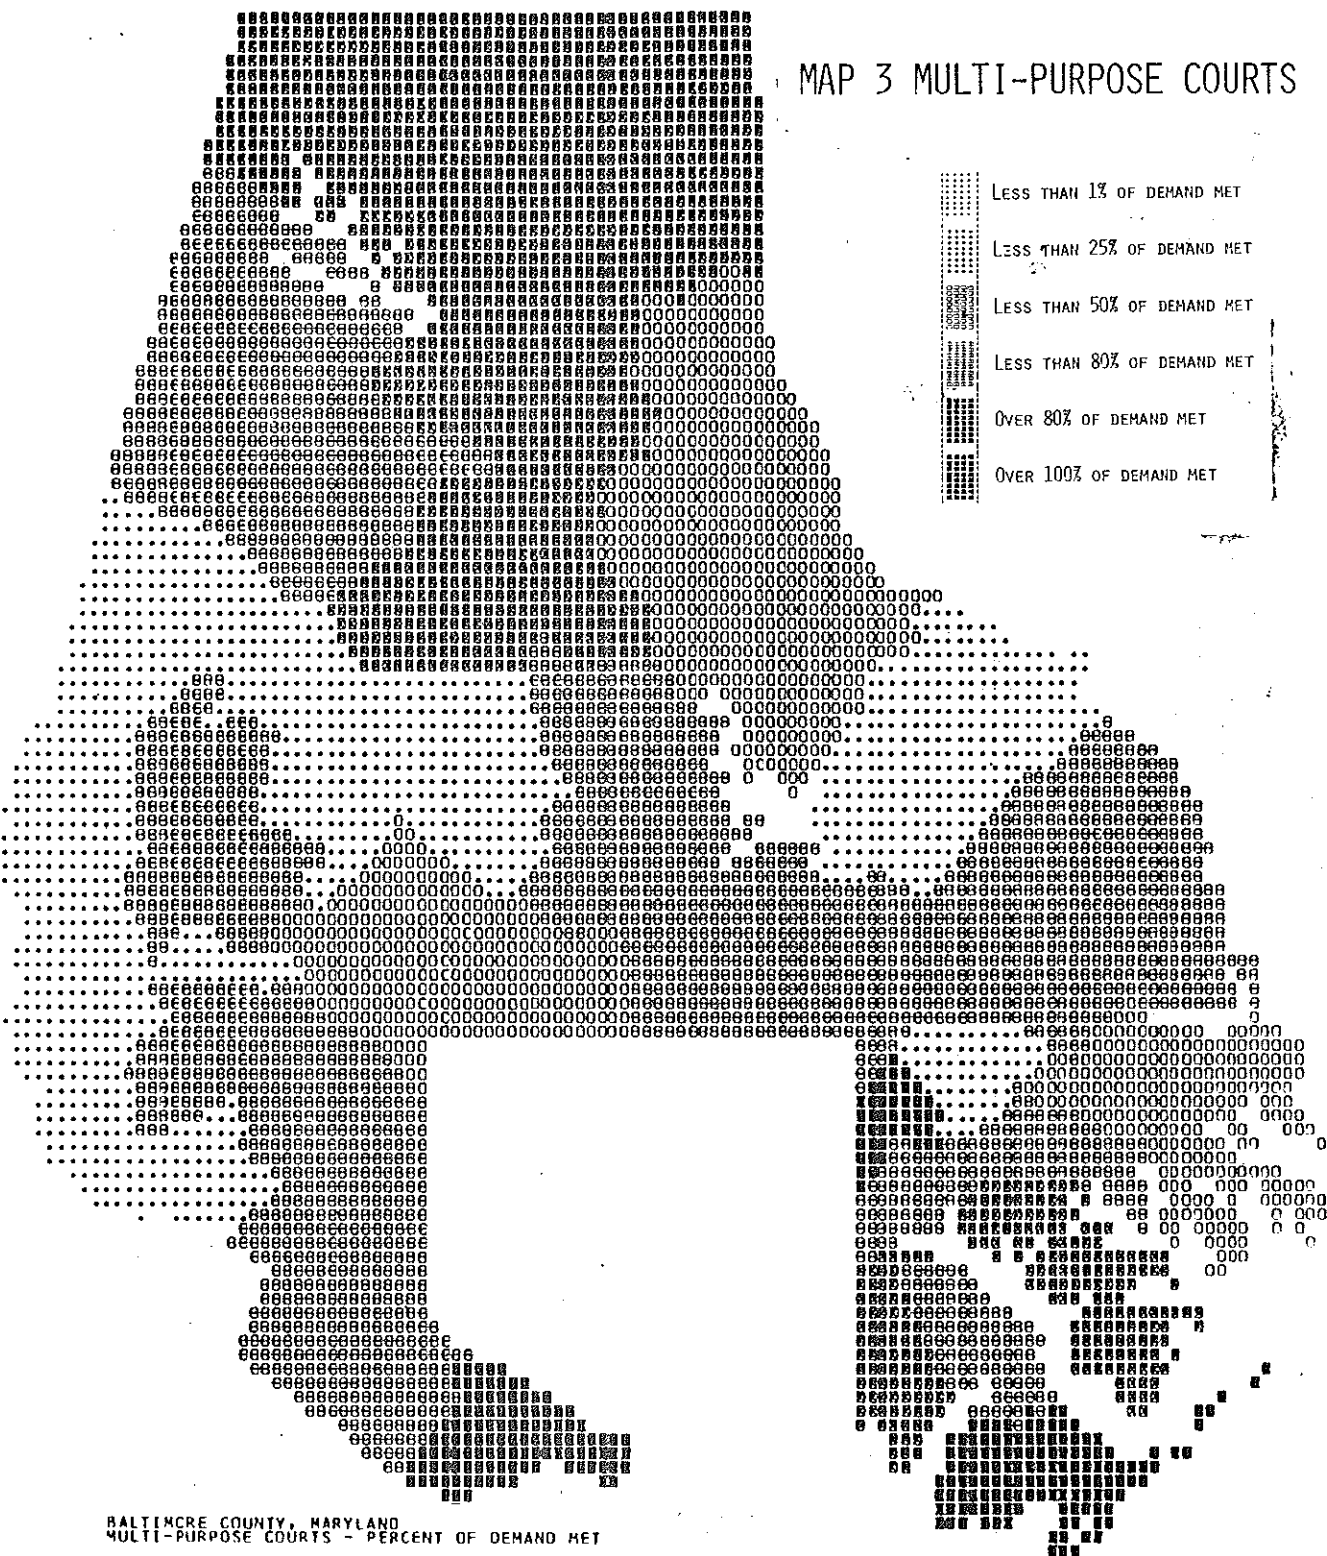 MAP 3 MULTI-PURPOSE COURTS
LESS THAN 1% OF DEMAND MET
LESS THAN 25% OF DEMAND MET
LESS THAN 50% OF DEMAND MET
LESS THAN 80% OF DEMAND MET
OVER 80% OF DEMAND MET
OVER 100% OF DEMAND MET
BALTIMORE COUNTY, MARYLAND
MULTI-PURPOSE COURTS - PERCENT OF DEMAND MET